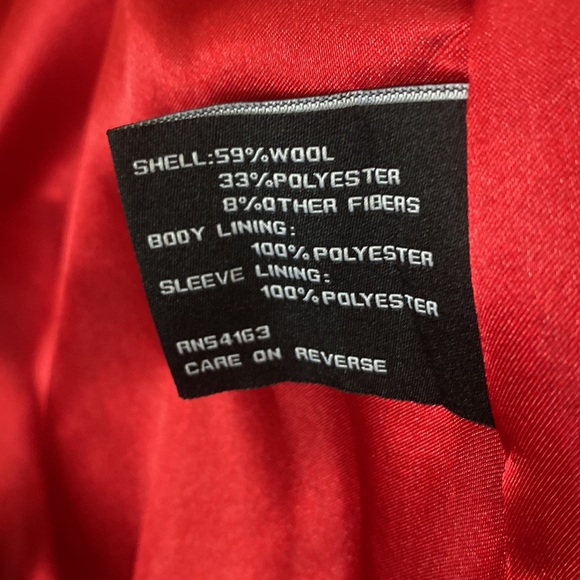 SHELL:59%WOOL
33%POLYESTER
8%OTHER FIBERS
BODY LINING:
100%POLYESTER
SLEEVE LINING:
100%POLYESTER
RN54163
CARE ON REVERSE